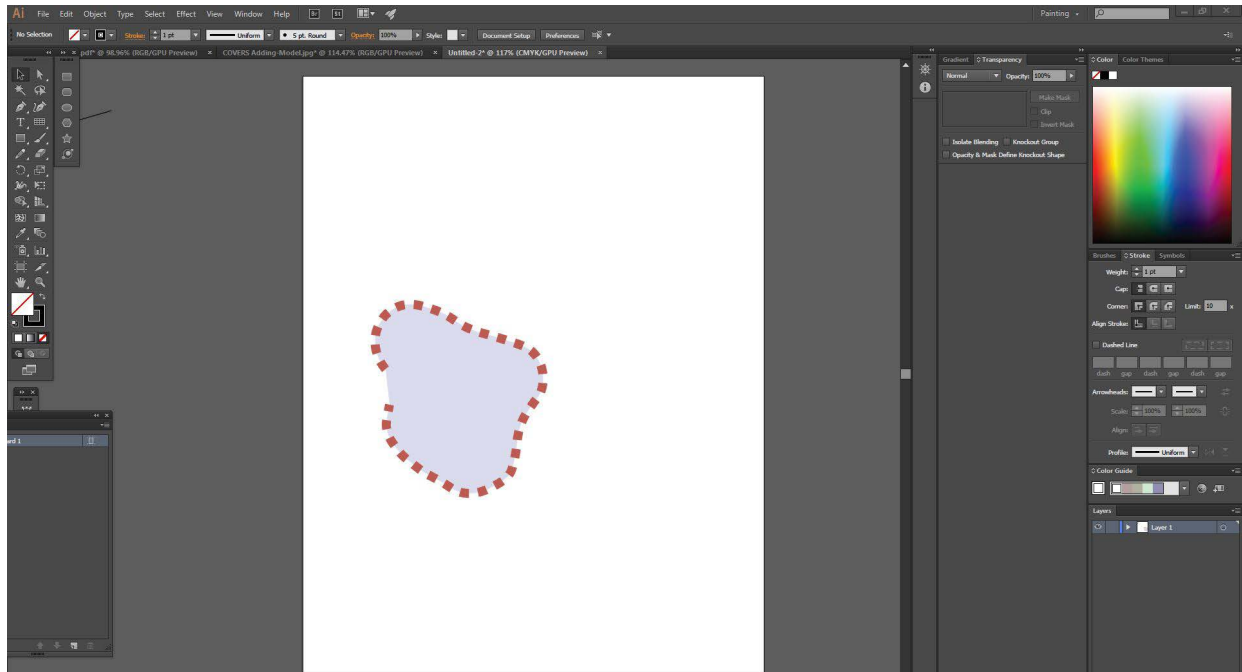 Ai File Edit Object Type Select Effect View Window Help Br St Painting
No Selection Stroke: 1 pt Uniform 5 pt. Round Opacity: 100% Style: Document Setup Preferences
pdf* @ 98.96% (RGB/GPU Preview) × COVERS Adding-Model.jpg* @ 114.47% (RGB/GPU Preview) × Untitled-2* @ 117% (CMYK/GPU Preview) ×
Gradient Transparency
Normal Opacity: 100%
Make Mask
Clip
Invert Mask
Isolate Blending Knockout Group
Opacity & Mask Define Knockout Shape
Color Color Themes
Brushes Stroke Symbols
Weight: 1 pt
Cap:
Corner: Limit: 10 x
Align Stroke:
Dashed Line
dash gap dash gap dash gap
Arrowheads:
Scale: 100% 100%
Align:
Profile: Uniform
Color Guide
Layers
Layer 1
ard 1